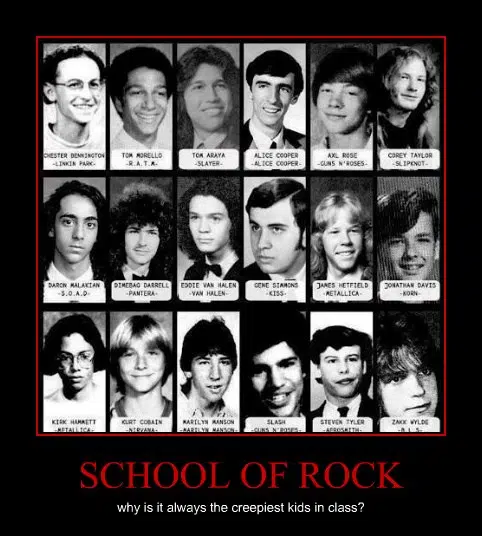 CHESTER BENNINGTON
-LINKIN PARK-
TOM MORELLO
-R.A.T.M-
TOM ARAYA
-SLAYER-
ALICE COOPER
-ALICE COOPER-
AXL ROSE
-GUNS N'ROSES-
COREY TAYLOR
-SLIPKNOT-
DARON MALAKIAN
-S.O.A.D-
DIMEBAG DARRELL
-PANTERA-
EDDIE VAN HALEN
-VAN HALEN-
GENE SIMMONS
-KISS-
JAMES HETFIELD
-METALLICA-
JONATHAN DAVIS
-KORN-
KIRK HAMMETT
-METALLICA-
KURT COBAIN
-NIRVANA-
MARILYN MANSON
-MARILYN MANSON-
SLASH
-GUNS N'ROSES-
STEVEN TYLER
-AEROSMITH-
ZAKK WYLDE
-B.L.S-
SCHOOL OF ROCK
why is it always the creepiest kids in class?